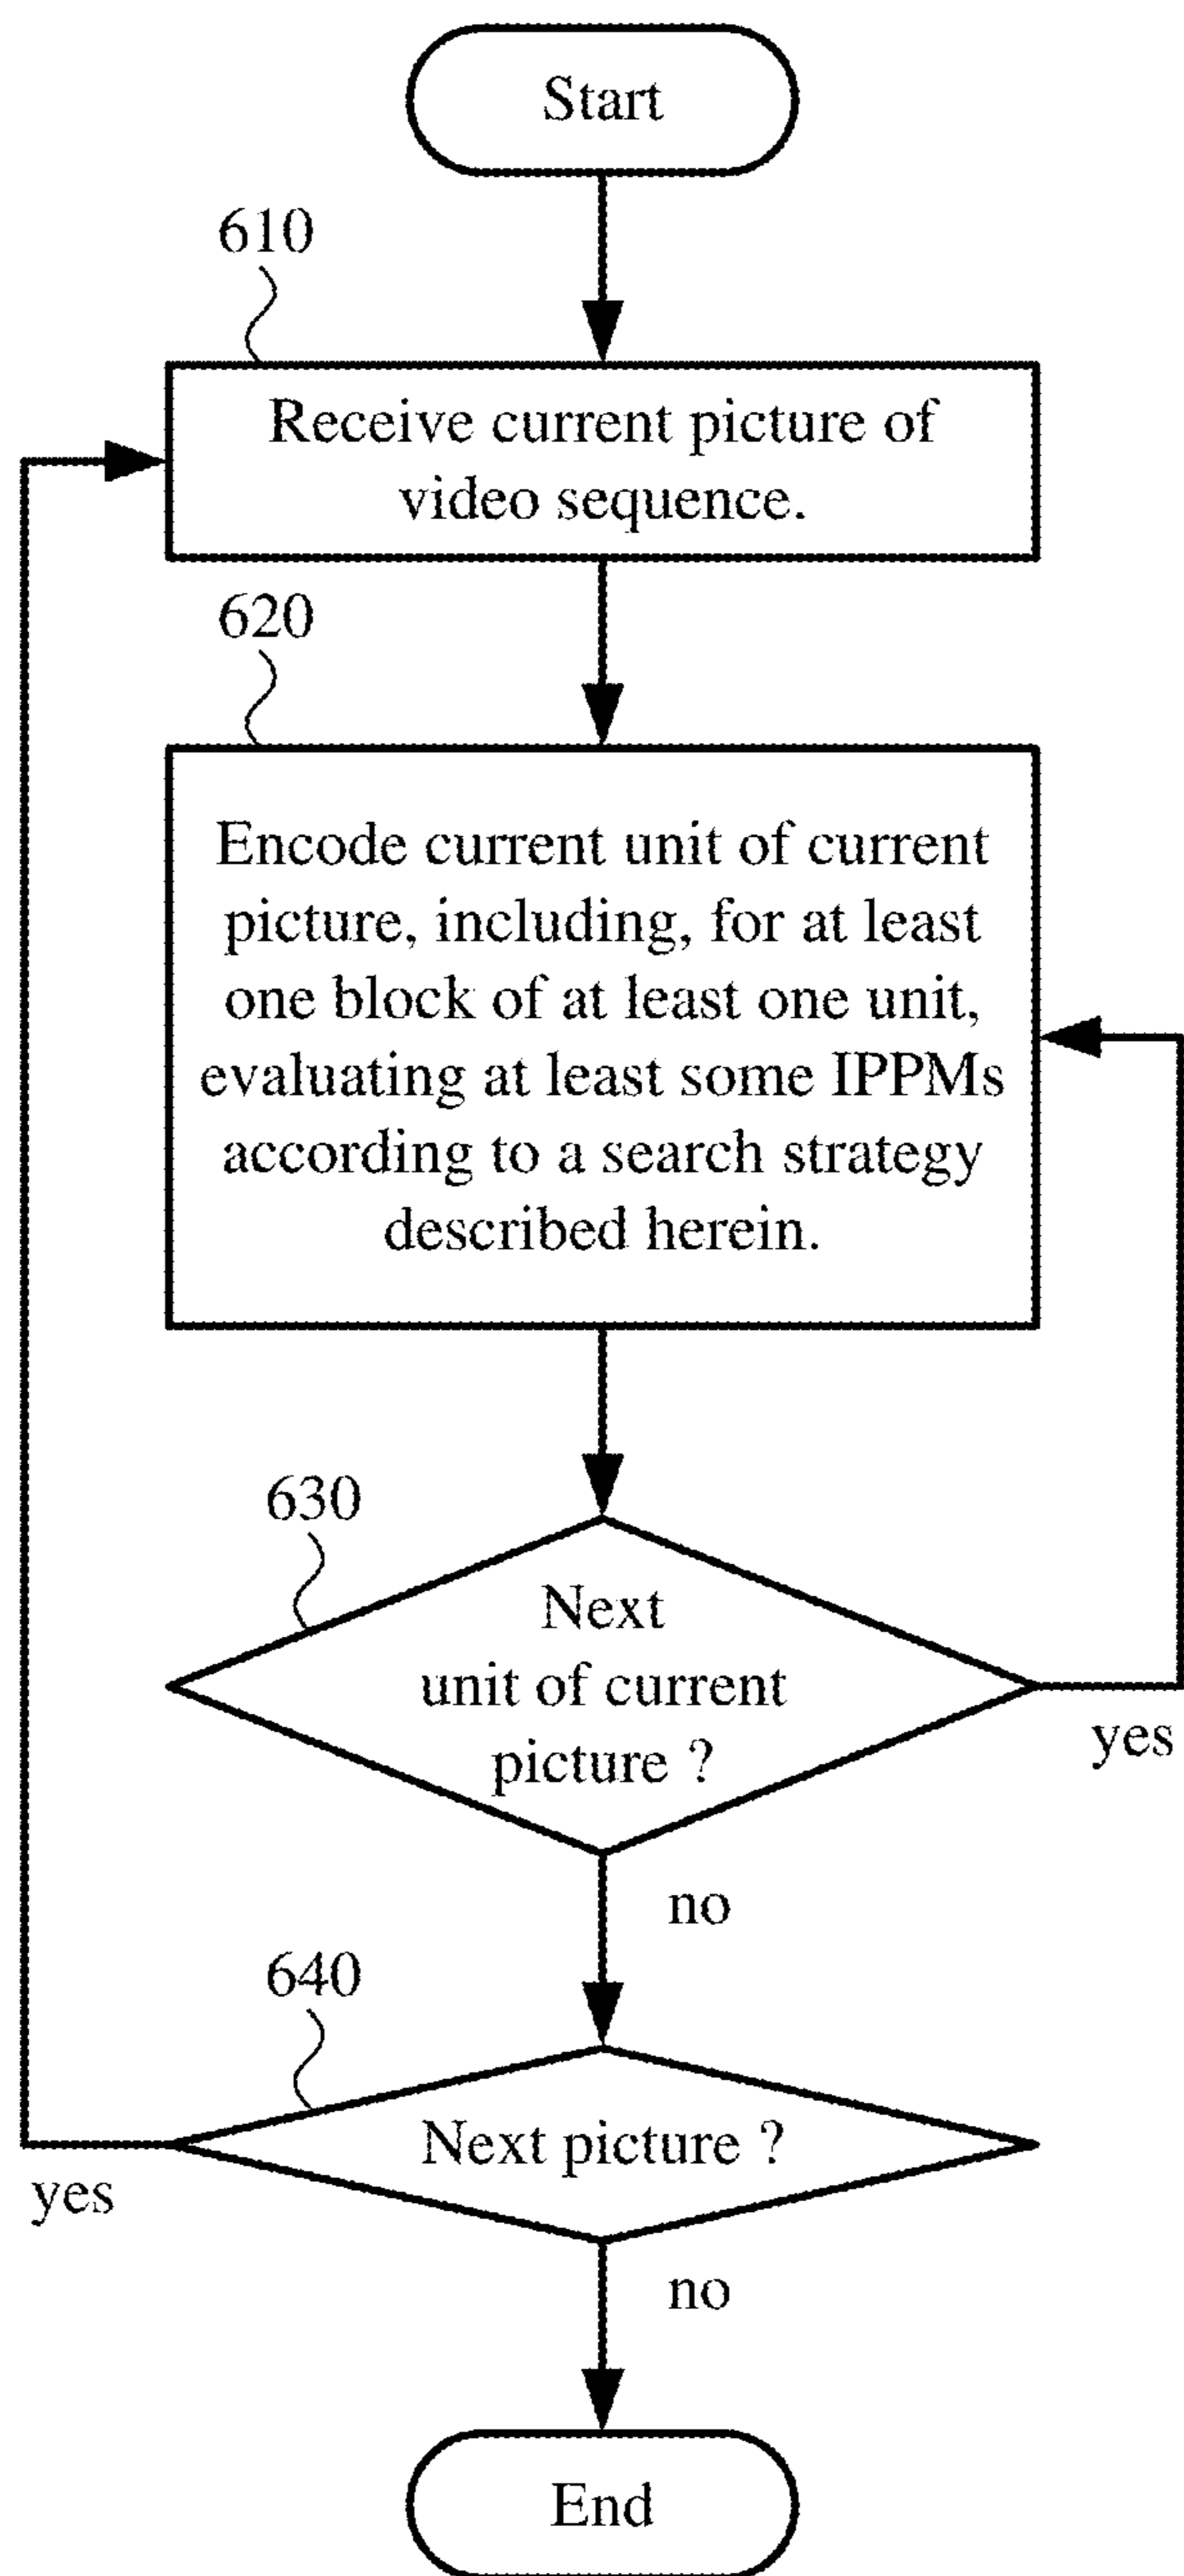 Start
610
Receive current picture of
video sequence.
620
Encode current unit of current
picture, including, for at least
one block of at least one unit,
evaluating at least some IPPMs
according to a search strategy
described herein.
630
Next
unit of current
picture ?
yes
no
640
Next picture ?
yes
no
End